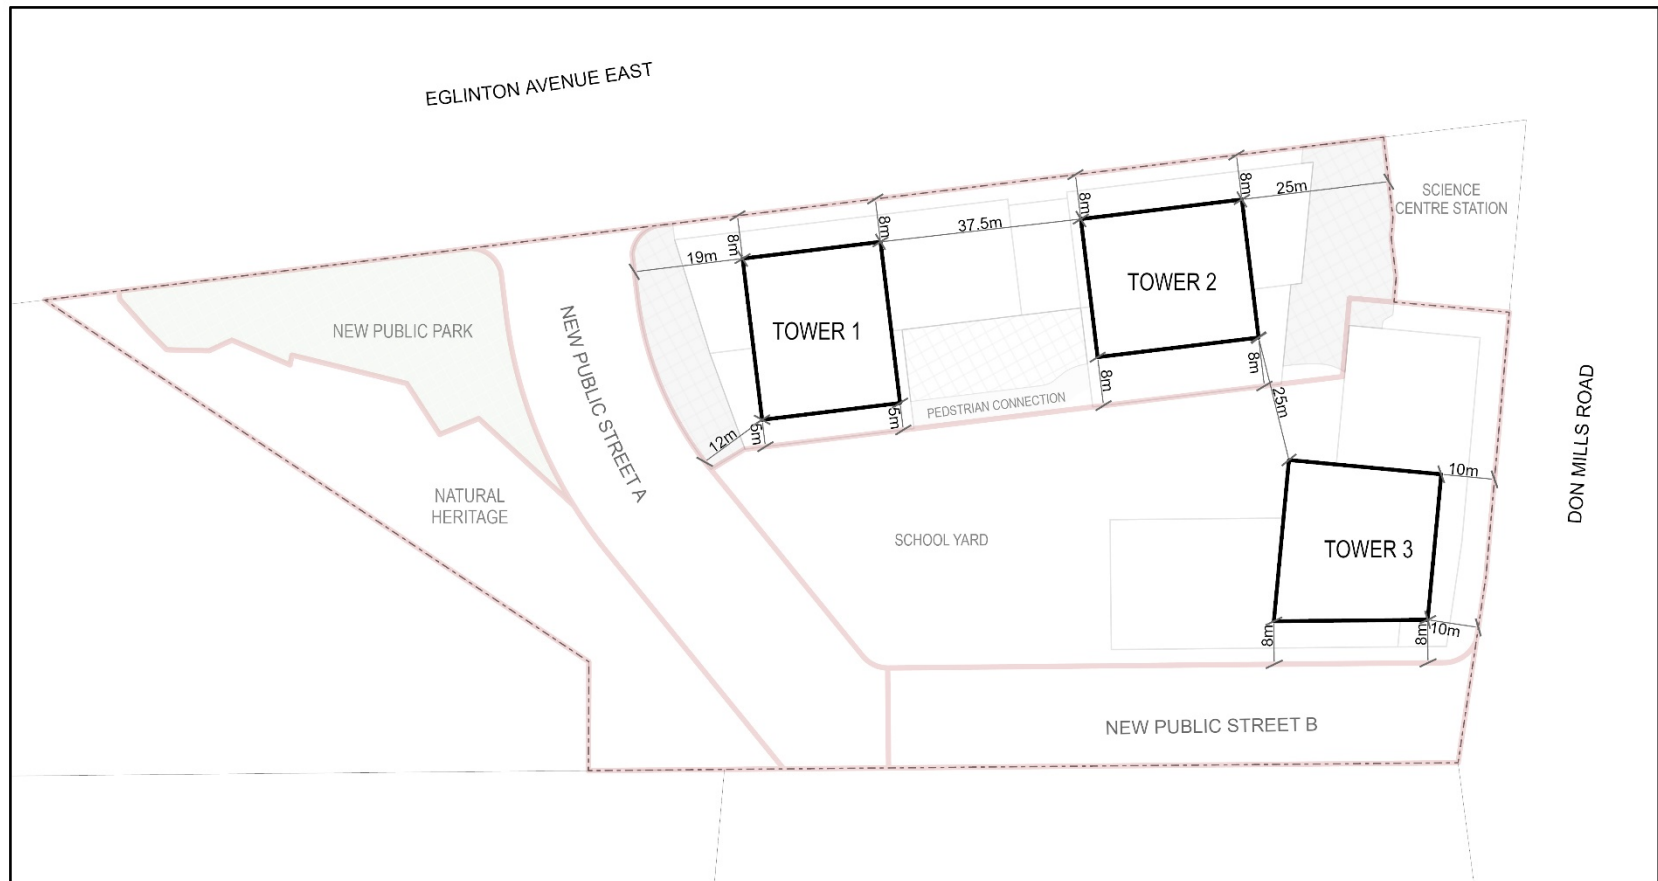 EGLINTON AVENUE EAST
8m
8m
8m
8m
25m
SCIENCE
CENTRE STATION
37.5m
19m
TOWER 2
TOWER 1
NEW PUBLIC PARK
NEW PUBLIC STREET A
8m
8m
25m
PEDSTRIAN CONNECTION
5m
5m
12m
DON MILLS ROAD
10m
NATURAL
HERITAGE
SCHOOL YARD
TOWER 3
8m
8m
10m
NEW PUBLIC STREET B